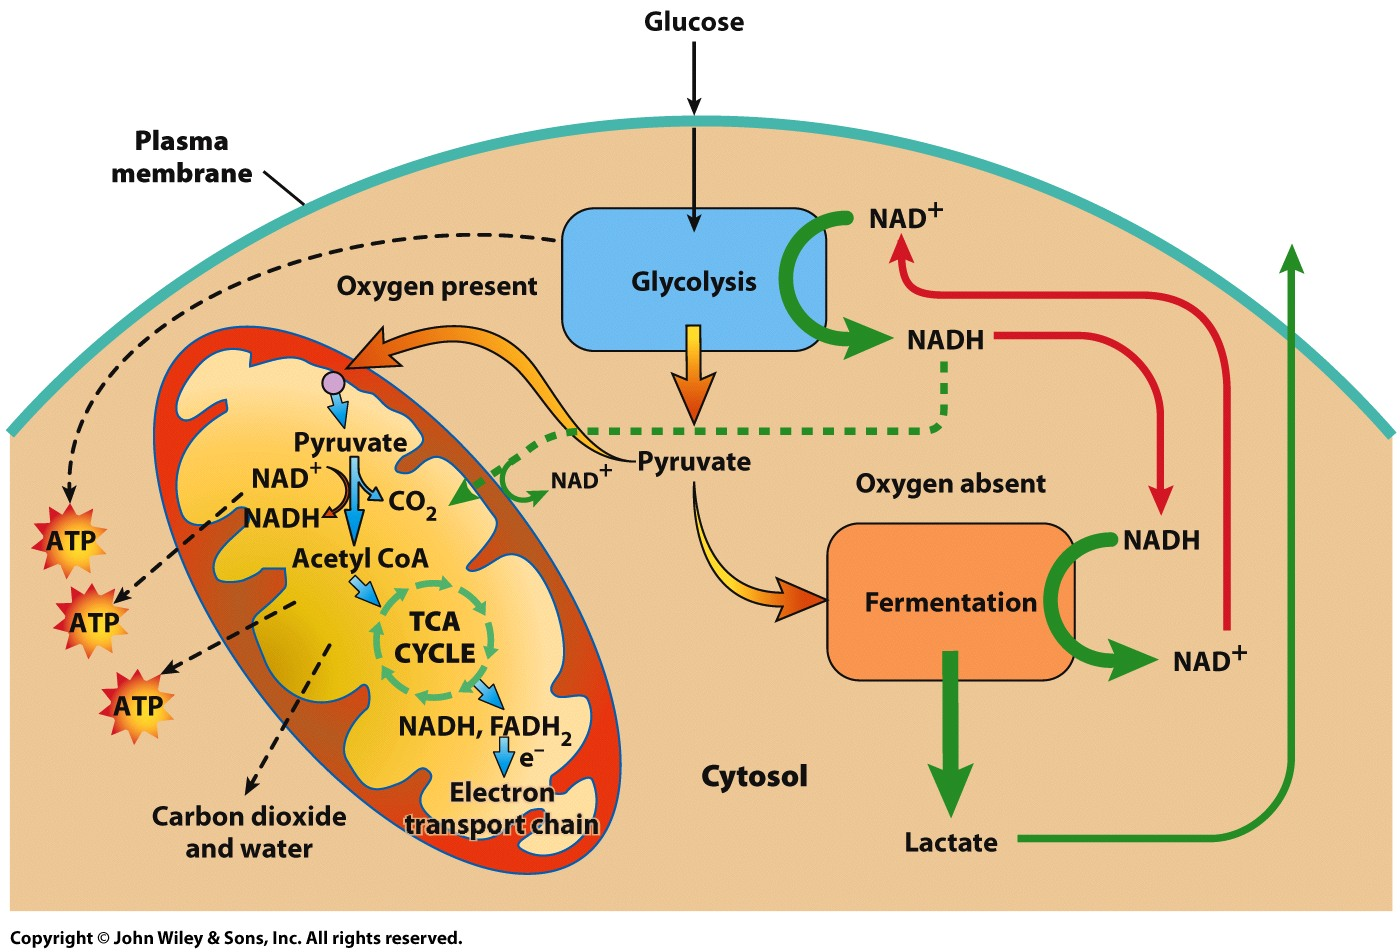 Glucose
Plasma
membrane
NAD+
Oxygen present
Glycolysis
NADH
Pyruvate
NAD+
Pyruvate
NAD+
CO2
NADH
Oxygen absent
ATP
Acetyl CoA
NADH
ATP
TCA
CYCLE
Fermentation
NAD+
ATP
NADH, FADH2
e−
Cytosol
Electron
transport chain
Carbon dioxide
and water
Lactate
Copyright © John Wiley & Sons, Inc. All rights reserved.